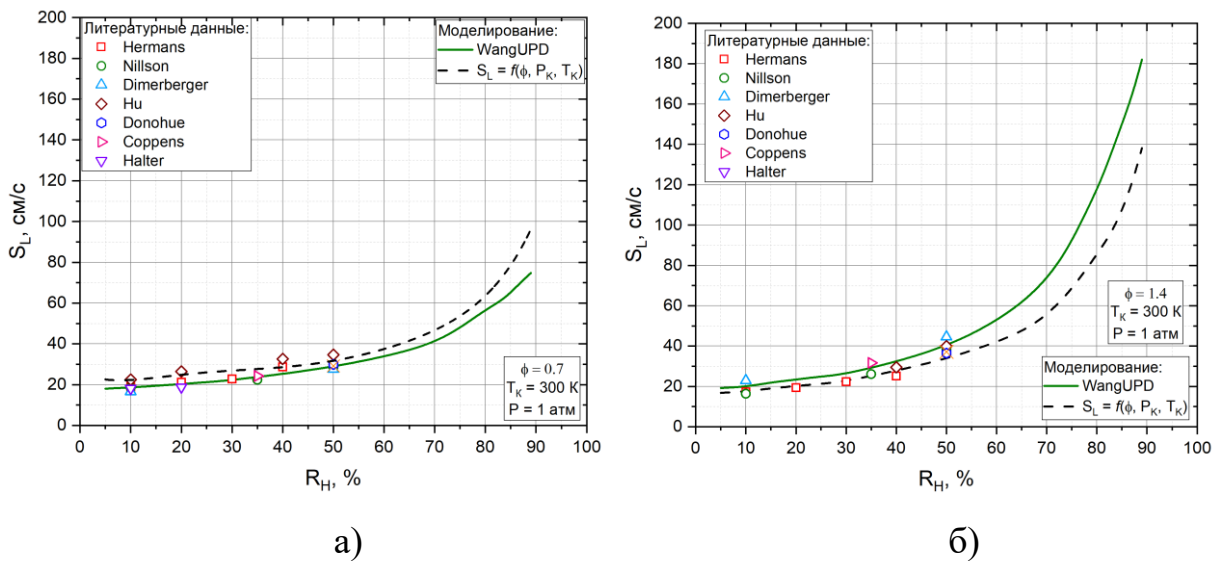 200
180
160
140
120
100
80
60
40
20
0
S_L, см/с
Литературные данные:
Hermans
Nillson
Dimerberger
Hu
Donohue
Coppens
Halter
Моделирование:
WangUPD
S_L = f(ϕ, P_K, T_K)
ϕ = 0.7
T_K = 300 К
P = 1 атм
0 10 20 30 40 50 60 70 80 90 100
R_H, %
а)
200
180
160
140
120
100
80
60
40
20
0
S_L, см/с
Литературные данные:
Hermans
Nillson
Dimerberger
Hu
Donohue
Coppens
Halter
ϕ = 1.4
T_K = 300 К
P = 1 атм
Моделирование:
WangUPD
S_L = f(ϕ, P_K, T_K)
0 10 20 30 40 50 60 70 80 90 100
R_H, %
б)